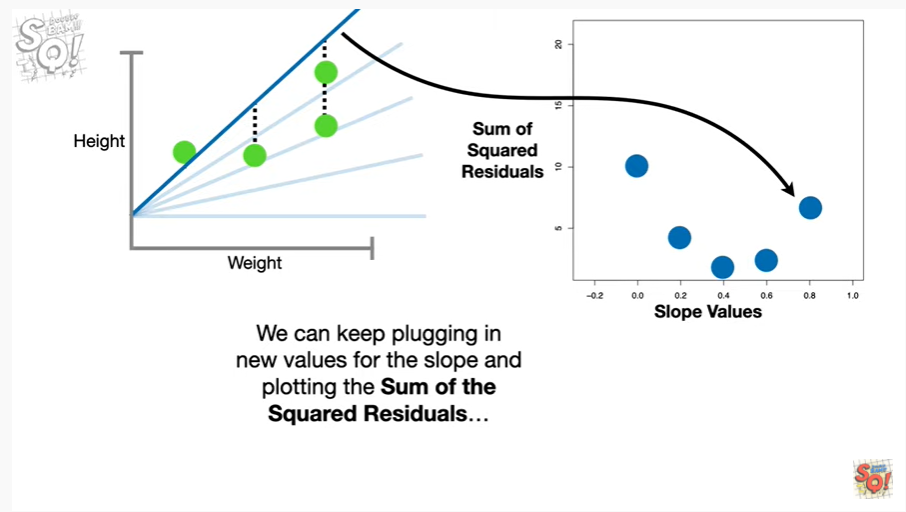 Height
Weight
Sum of
Squared
Residuals
20
15
10
5
−0.2 0.0 0.2 0.4 0.6 0.8 1.0
Slope Values
We can keep plugging in
new values for the slope and
plotting the Sum of the
Squared Residuals…
SQ!